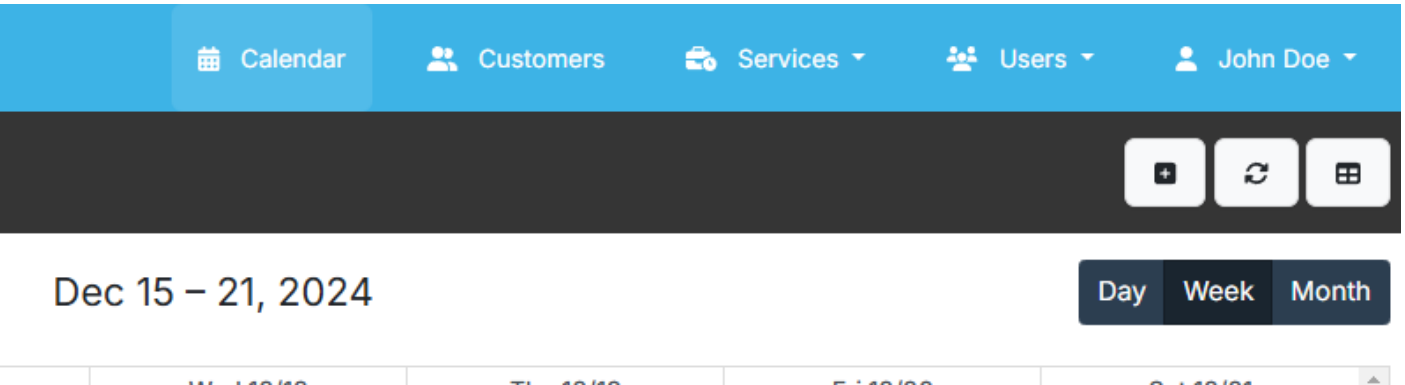 Calendar Customers Services Users John Doe
Dec 15 – 21, 2024
Day Week Month